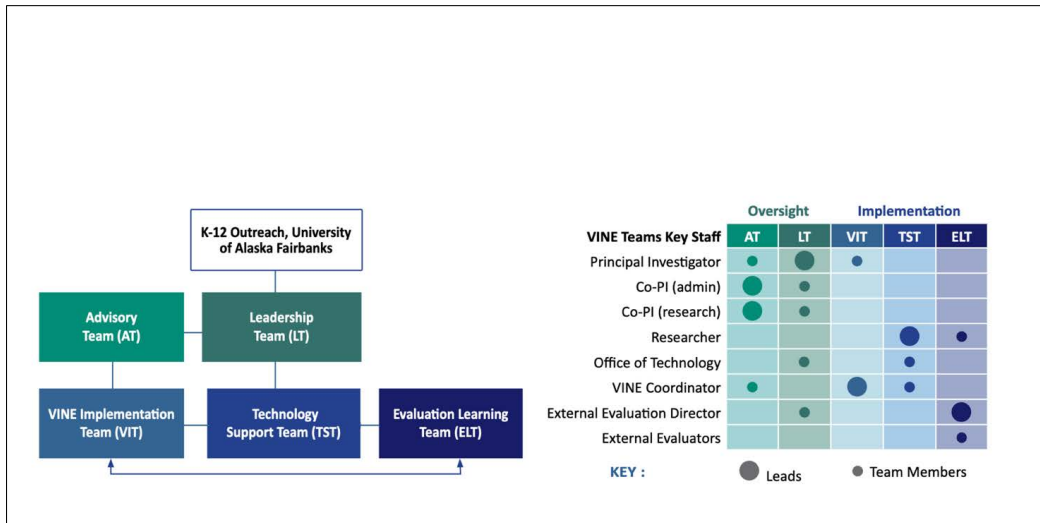 K-12 Outreach, University
of Alaska Fairbanks
Advisory
Team (AT)
Leadership
Team (LT)
VINE Implementation
Team (VIT)
Technology
Support Team (TST)
Evaluation Learning
Team (ELT)
Oversight
Implementation
VINE Teams Key Staff
AT
LT
VIT
TST
ELT
Principal Investigator
Co-PI (admin)
Co-PI (research)
Researcher
Office of Technology
VINE Coordinator
External Evaluation Director
External Evaluators
KEY :
Leads
Team Members